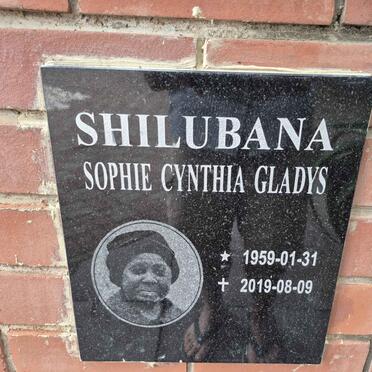 SHILUBANA
SOPHIE CYNTHIA GLADYS
★ 1959-01-31
✝ 2019-08-09